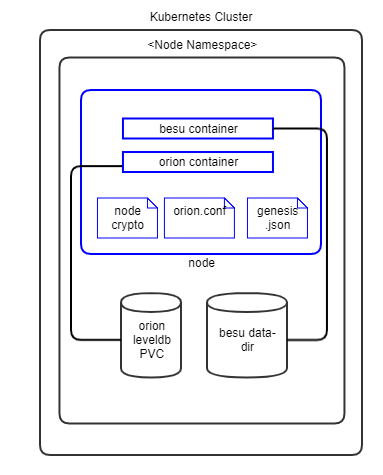 Kubernetes Cluster
<Node Namespace>
besu container
orion container
node
crypto
orion.conf
genesis
.json
node
orion
leveldb
PVC
besu data-
dir